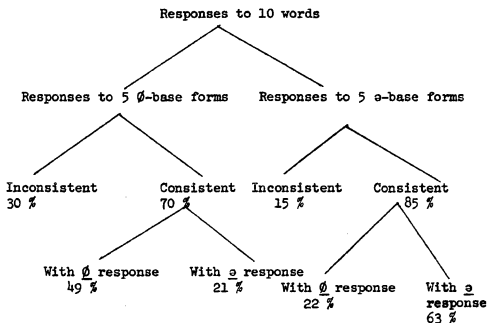 Responses to 10 words
Responses to 5 Ø-base forms Responses to 5 ə-base forms
Inconsistent Consistent Inconsistent Consistent
30 % 70 % 15 % 85 %
With Ø response With ə response With Ø response With ə
49 % 21 % 22 % response
63 %